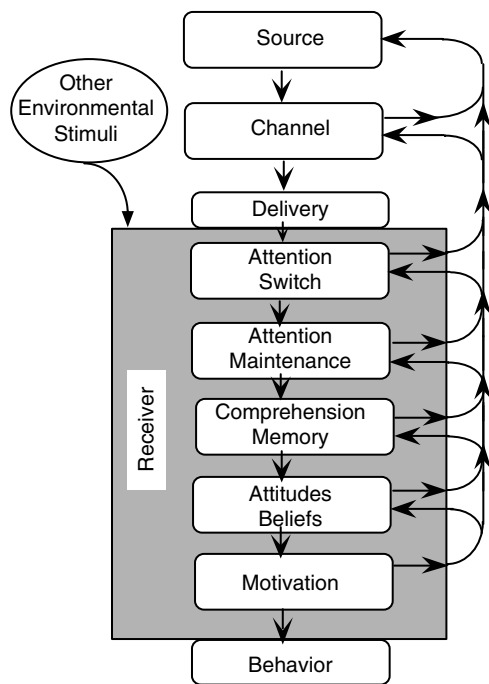 Source
Other
Environmental
Stimuli
Channel
Delivery
Attention
Switch
Attention
Maintenance
Receiver
Comprehension
Memory
Attitudes
Beliefs
Motivation
Behavior